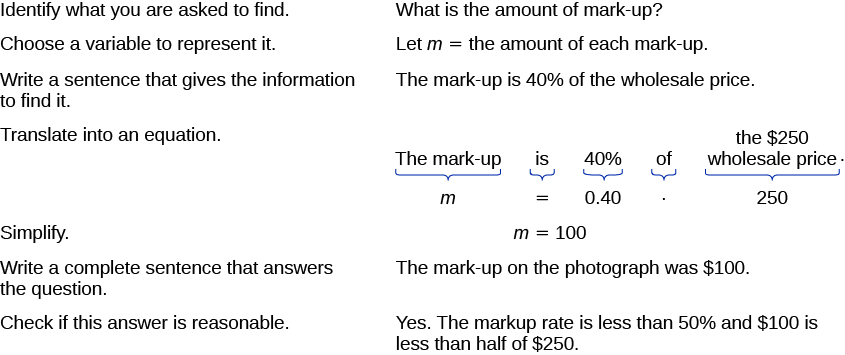 Identify what you are asked to find. What is the amount of mark-up?
Choose a variable to represent it. Let m = the amount of each mark-up.
Write a sentence that gives the information The mark-up is 40% of the wholesale price.
to find it.
Translate into an equation.
the $250
The mark-up is 40% of wholesale price.
m = 0.40 · 250
Simplify. m = 100
Write a complete sentence that answers The mark-up on the photograph was $100.
the question.
Check if this answer is reasonable. Yes. The markup rate is less than 50% and $100 is
less than half of $250.